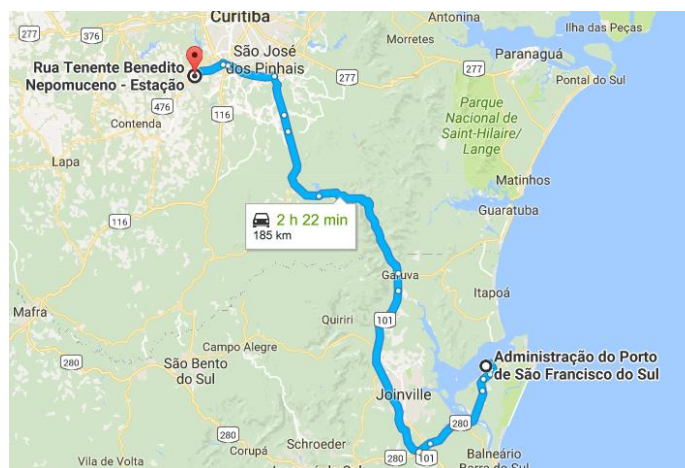 Curitiba
277
376
São José
dos Pinhais
Rua Tenente Benedito
Nepomuceno - Estação
Antonina
Ilha das Peças
Morretes
Paranaguá
277
277
Pontal do Sul
476
116
Contenda
Parque
Nacional de
Saint-Hilaire/
Lange
Lapa
Matinhos
Guaratuba
116
2 h 22 min
185 km
Garuva
Itapoá
Mafra
Quiriri
101
Campo Alegre
280
São Bento
do Sul
Administração do Porto
de São Francisco do Sul
Joinville
280
280
Corupá
Schroeder
101
Balneário
Vila de Volta